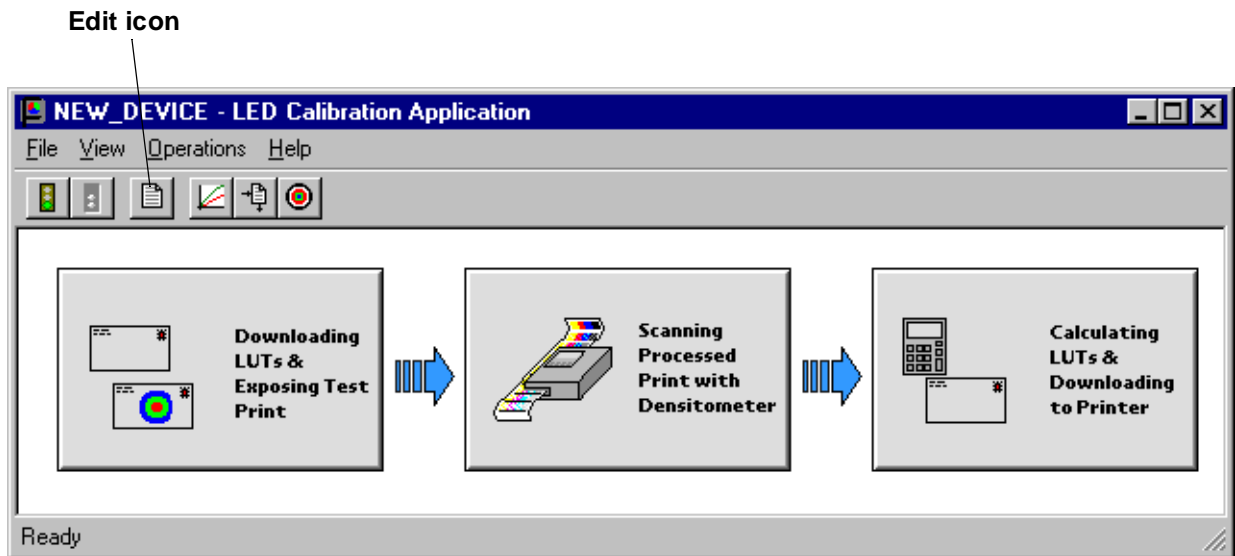 Edit icon
NEW_DEVICE - LED Calibration Application
File View Operations Help
Downloading
LUTs &
Exposing Test
Print
Scanning
Processed
Print with
Densitometer
Calculating
LUTs &
Downloading
to Printer
Ready